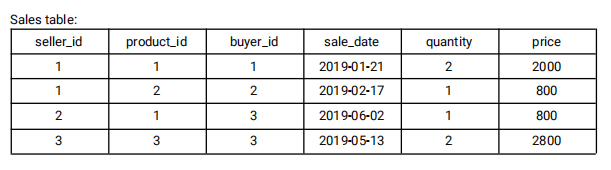 Sales table:
seller_id product_id buyer_id sale_date quantity price
1 1 1 2019-01-21 2 2000
1 2 2 2019-02-17 1 800
2 1 3 2019-06-02 1 800
3 3 3 2019-05-13 2 2800